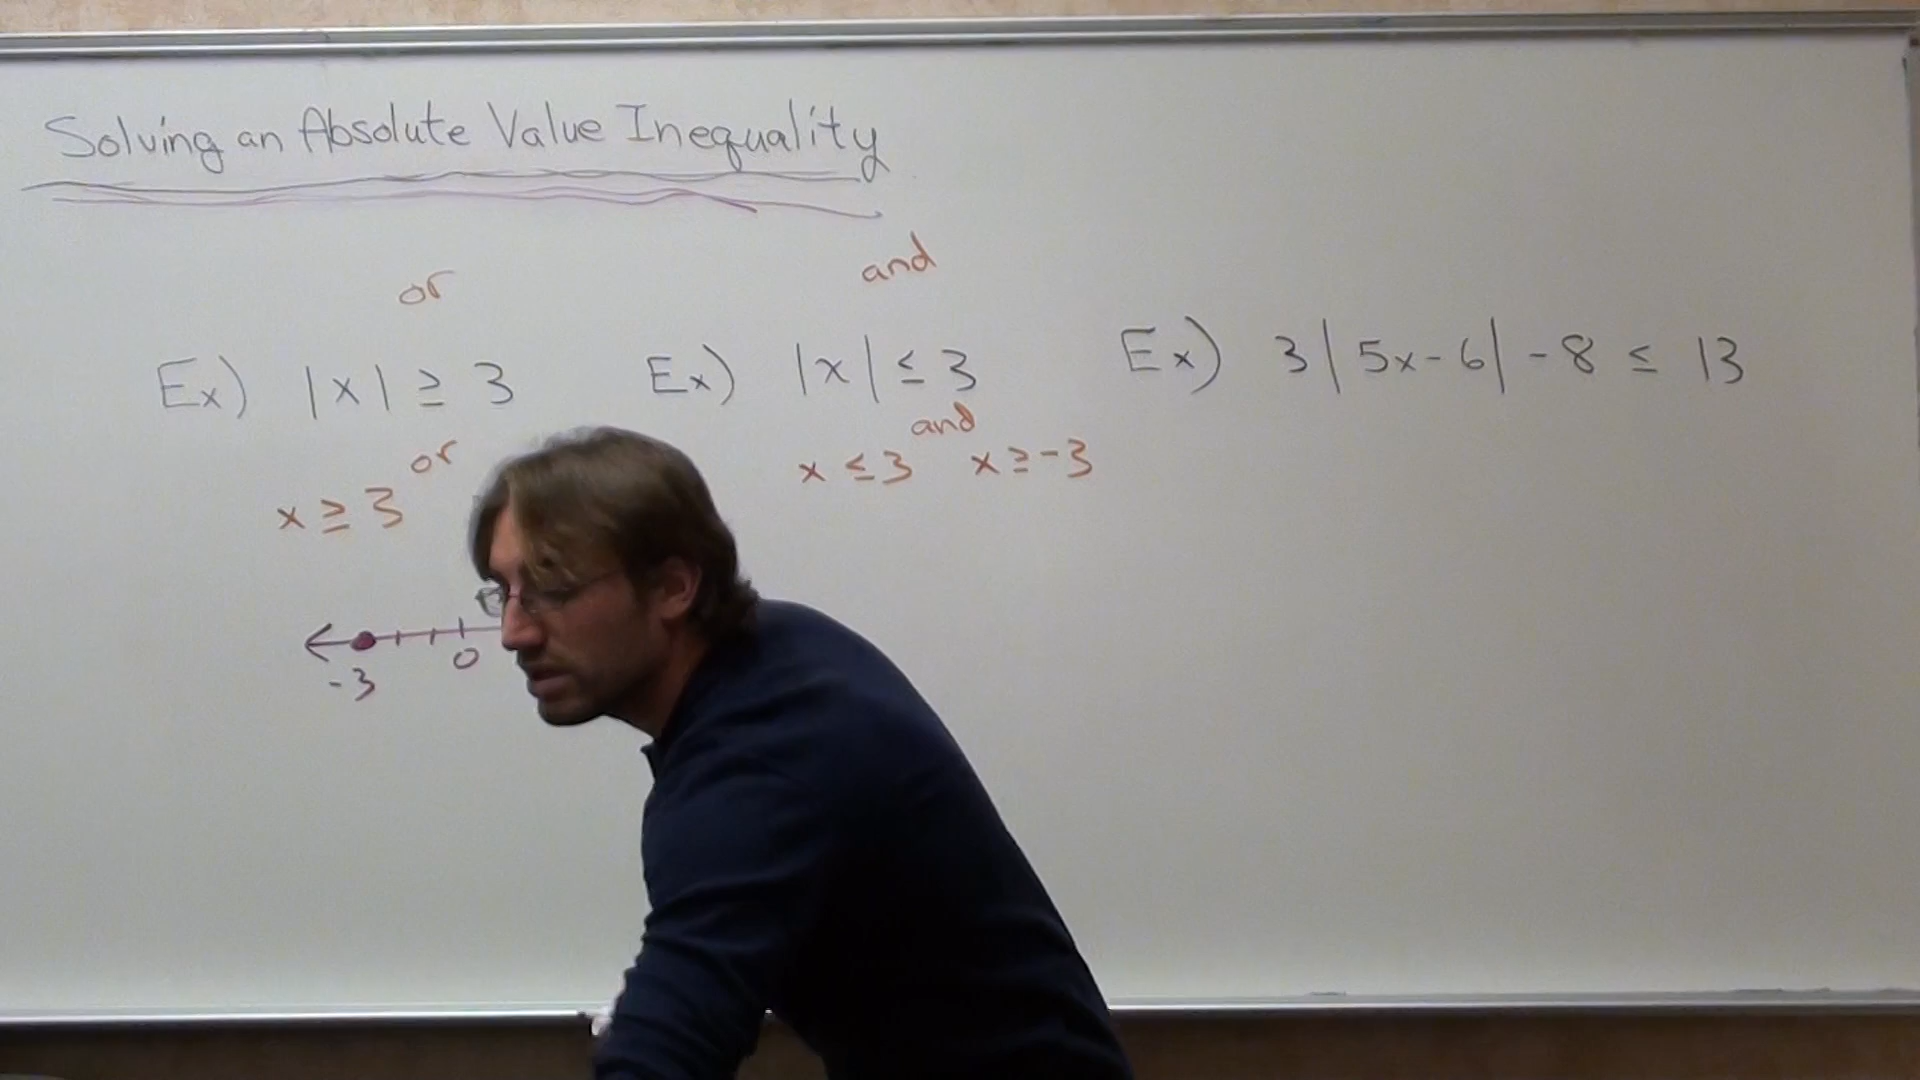 Solving an Absolute Value Inequality
or
and
Ex) |x| ≥ 3
Ex) |x| ≤ 3
Ex) 3|5x-6| -8 ≤ 13
or
x ≥ 3
and
x ≤ 3 x ≥ -3
-3 0